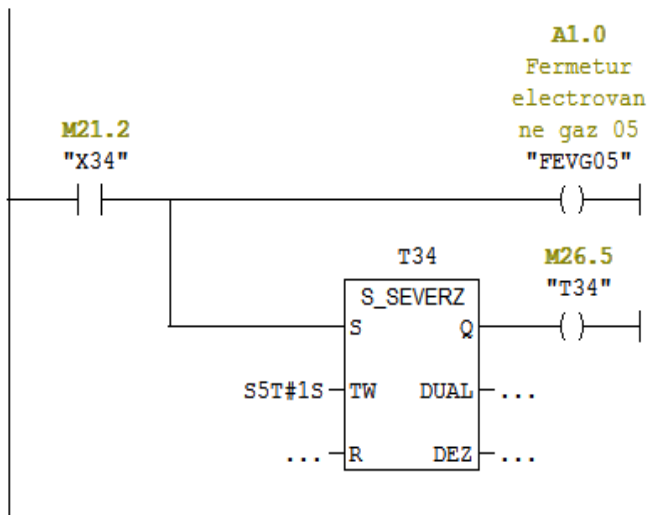 A1.0
Fermetur
electrovan
ne gaz 05
"FEVG05"
M21.2
"X34"
T34
S_SEVERZ
S Q
S5T#1S TW DUAL ...
... R DEZ ...
M26.5
"T34"